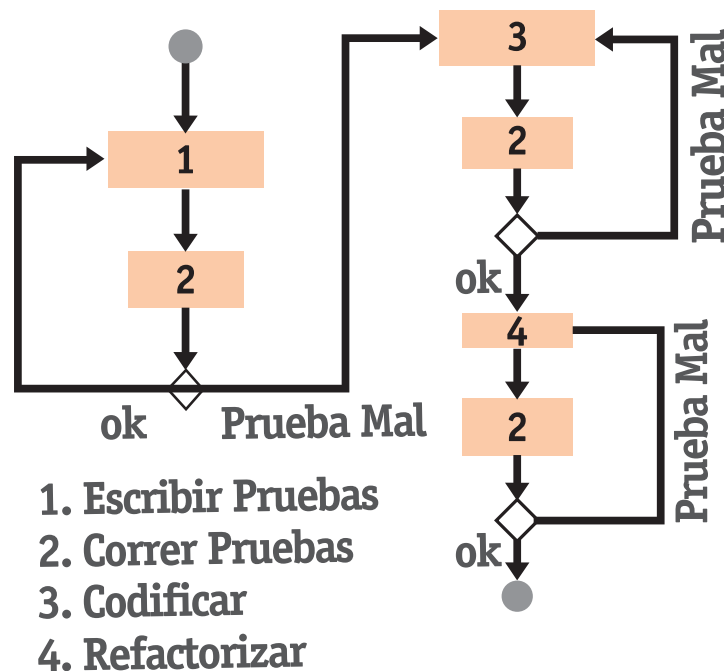 1
2
ok
Prueba Mal
3
2
ok
Prueba Mal
4
2
ok
Prueba Mal
1. Escribir Pruebas
2. Correr Pruebas
3. Codificar
4. Refactorizar